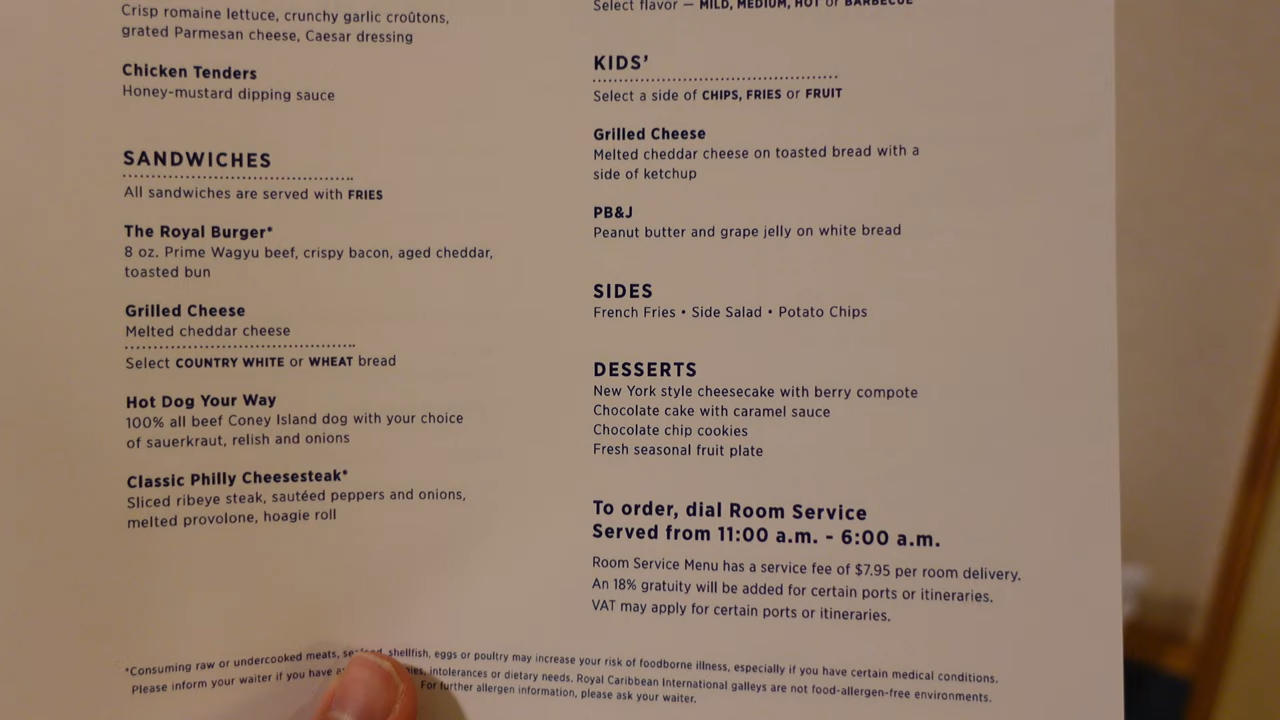 Crisp romaine lettuce, crunchy garlic croûtons,
grated Parmesan cheese, Caesar dressing
Chicken Tenders
Honey-mustard dipping sauce
SANDWICHES
All sandwiches are served with FRIES
The Royal Burger*
8 oz. Prime Wagyu beef, crispy bacon, aged cheddar,
toasted bun
Grilled Cheese
Melted cheddar cheese
Select COUNTRY WHITE or WHEAT bread
Hot Dog Your Way
100% all beef Coney Island dog with your choice
of sauerkraut, relish and onions
Classic Philly Cheesesteak*
Sliced ribeye steak, sautéed peppers and onions,
melted provolone, hoagie roll
Select flavor — MILD, MEDIUM, HOT or BARBECUE
KIDS'
Select a side of CHIPS, FRIES or FRUIT
Grilled Cheese
Melted cheddar cheese on toasted bread with a
side of ketchup
PB&J
Peanut butter and grape jelly on white bread
SIDES
French Fries • Side Salad • Potato Chips
DESSERTS
New York style cheesecake with berry compote
Chocolate cake with caramel sauce
Chocolate chip cookies
Fresh seasonal fruit plate
To order, dial Room Service
Served from 11:00 a.m. - 6:00 a.m.
Room Service Menu has a service fee of $7.95 per room delivery.
An 18% gratuity will be added for certain ports or itineraries.
VAT may apply for certain ports or itineraries.
*Consuming raw or undercooked meats, seafood, shellfish, eggs or poultry may increase your risk of foodborne illness, especially if you have certain medical conditions.
Please inform your waiter if you have intolerances or dietary needs. Royal Caribbean International galleys are not food-allergen-free environments.
For further allergen information, please ask your waiter.